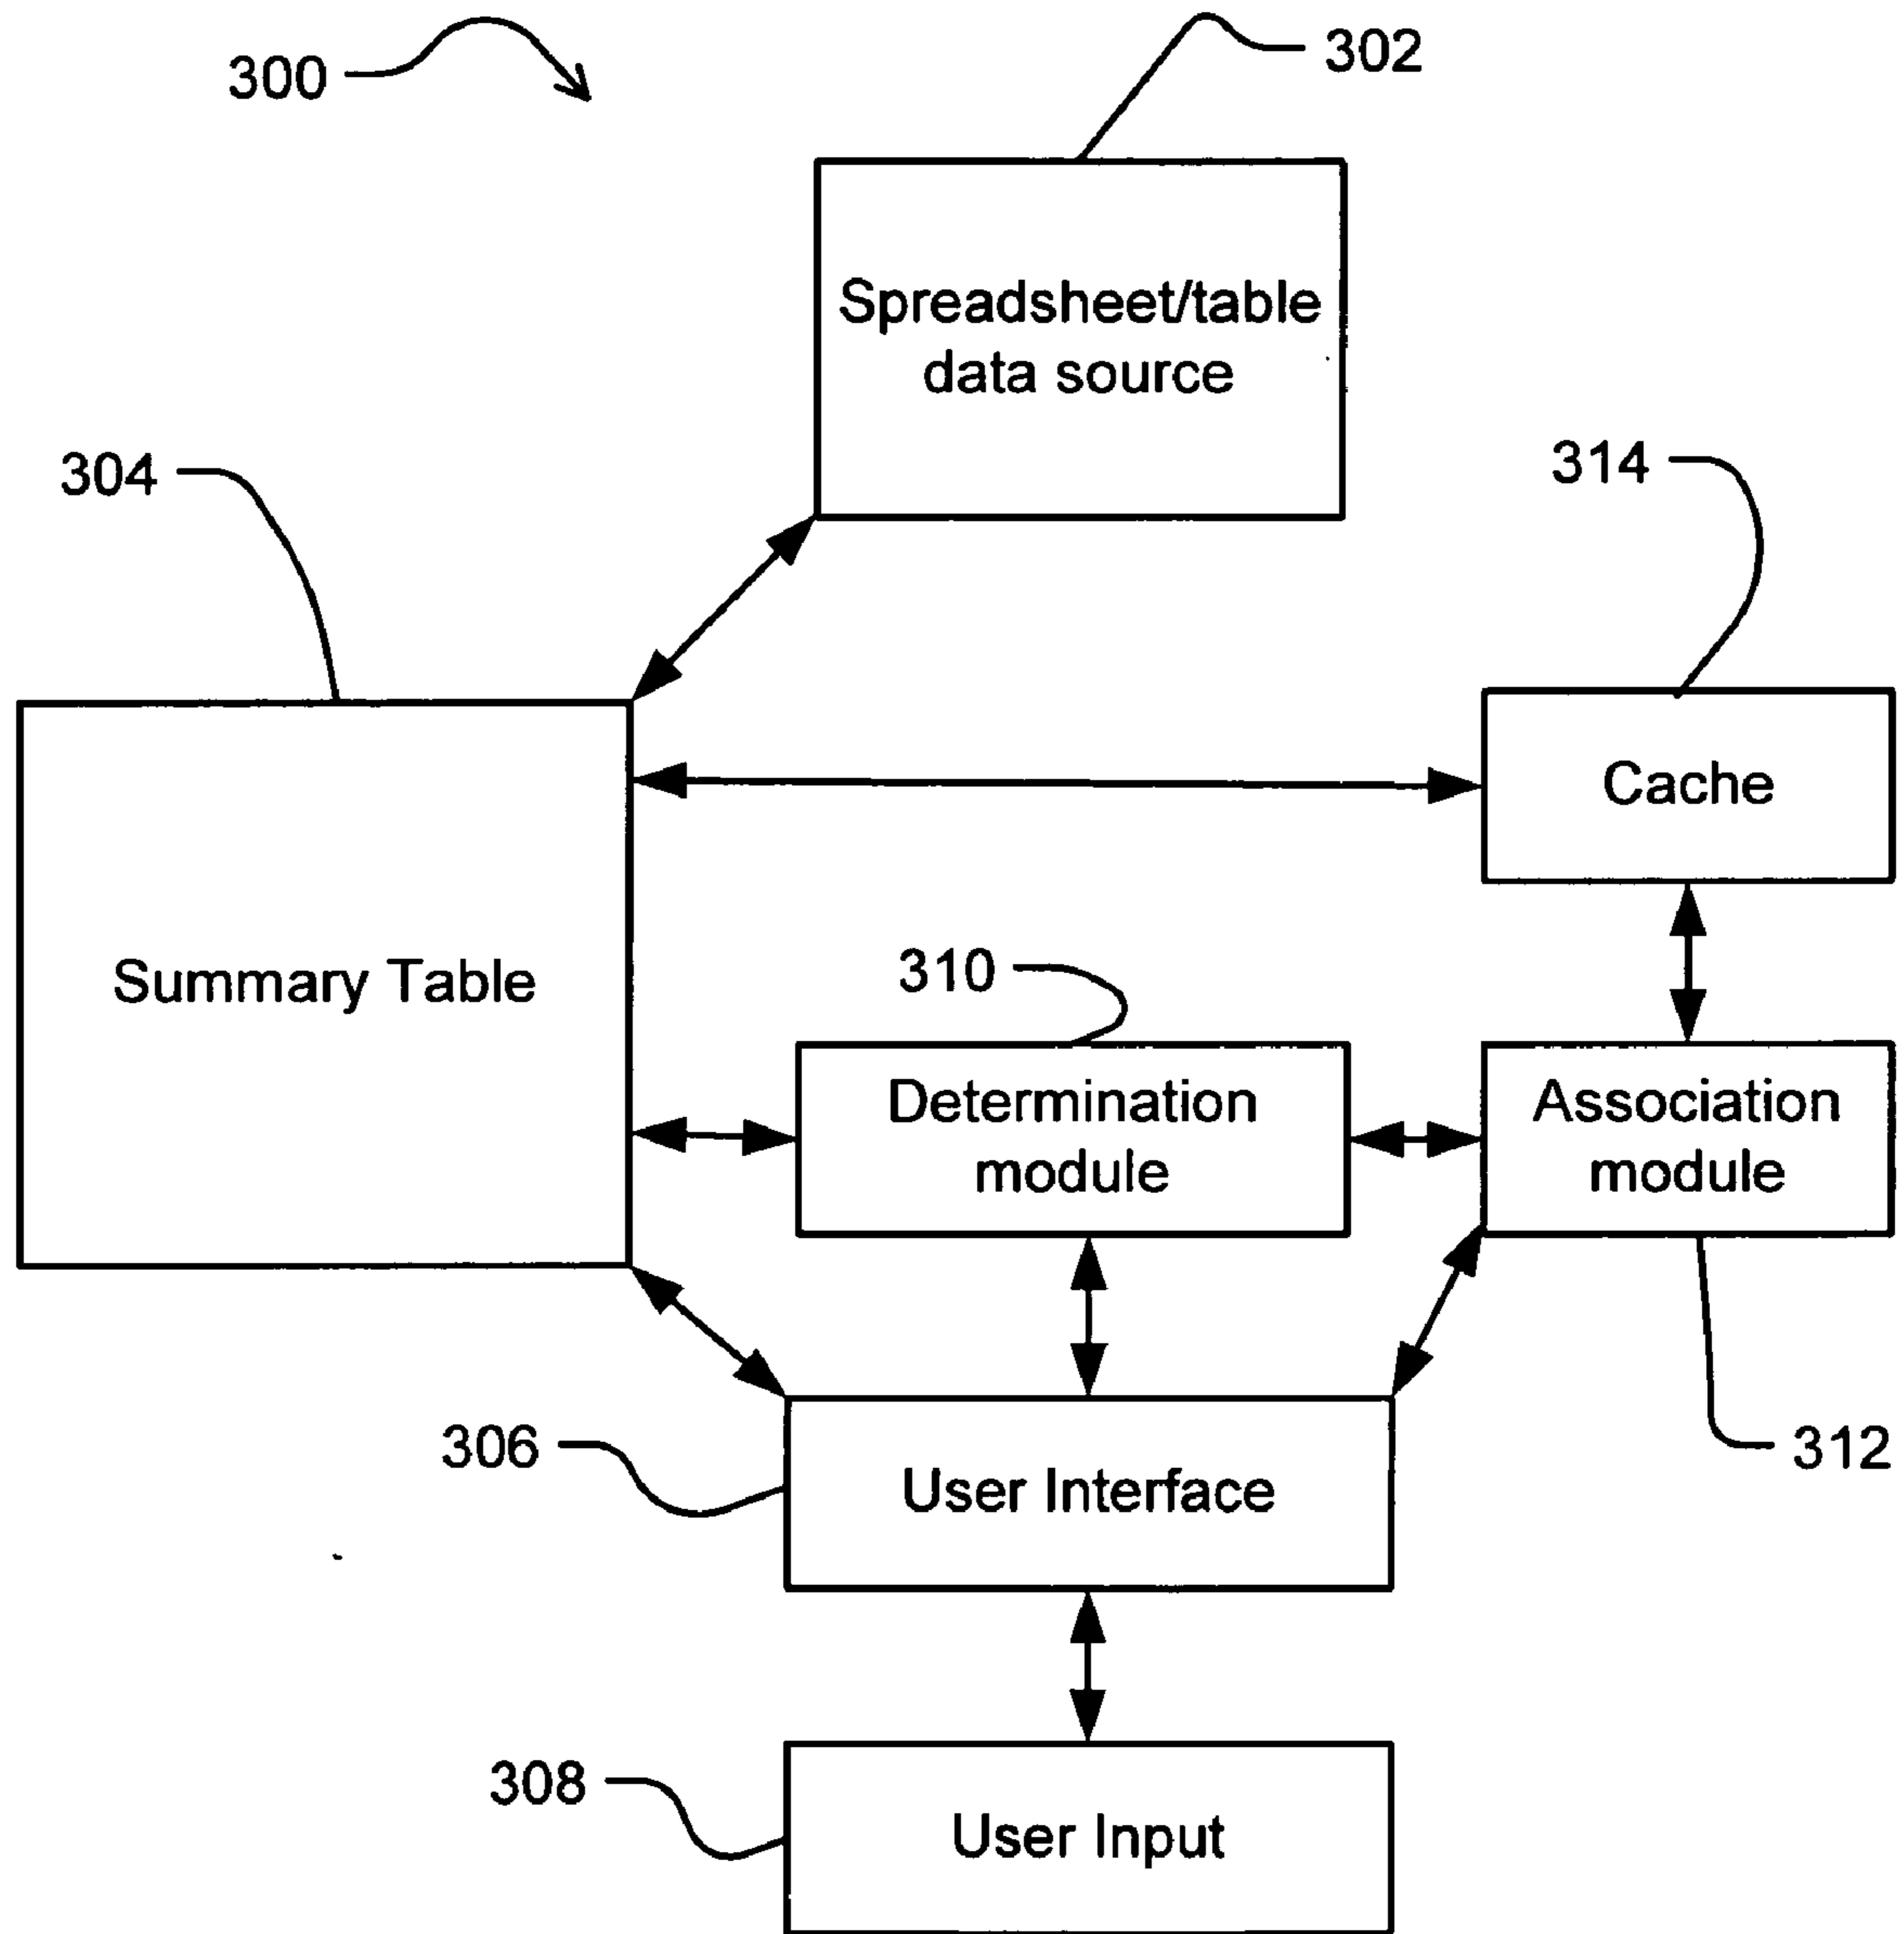 300
302
Spreadsheet/table
data source
304
314
Cache
Summary Table
310
Determination
module
Association
module
306
User Interface
312
308
User Input